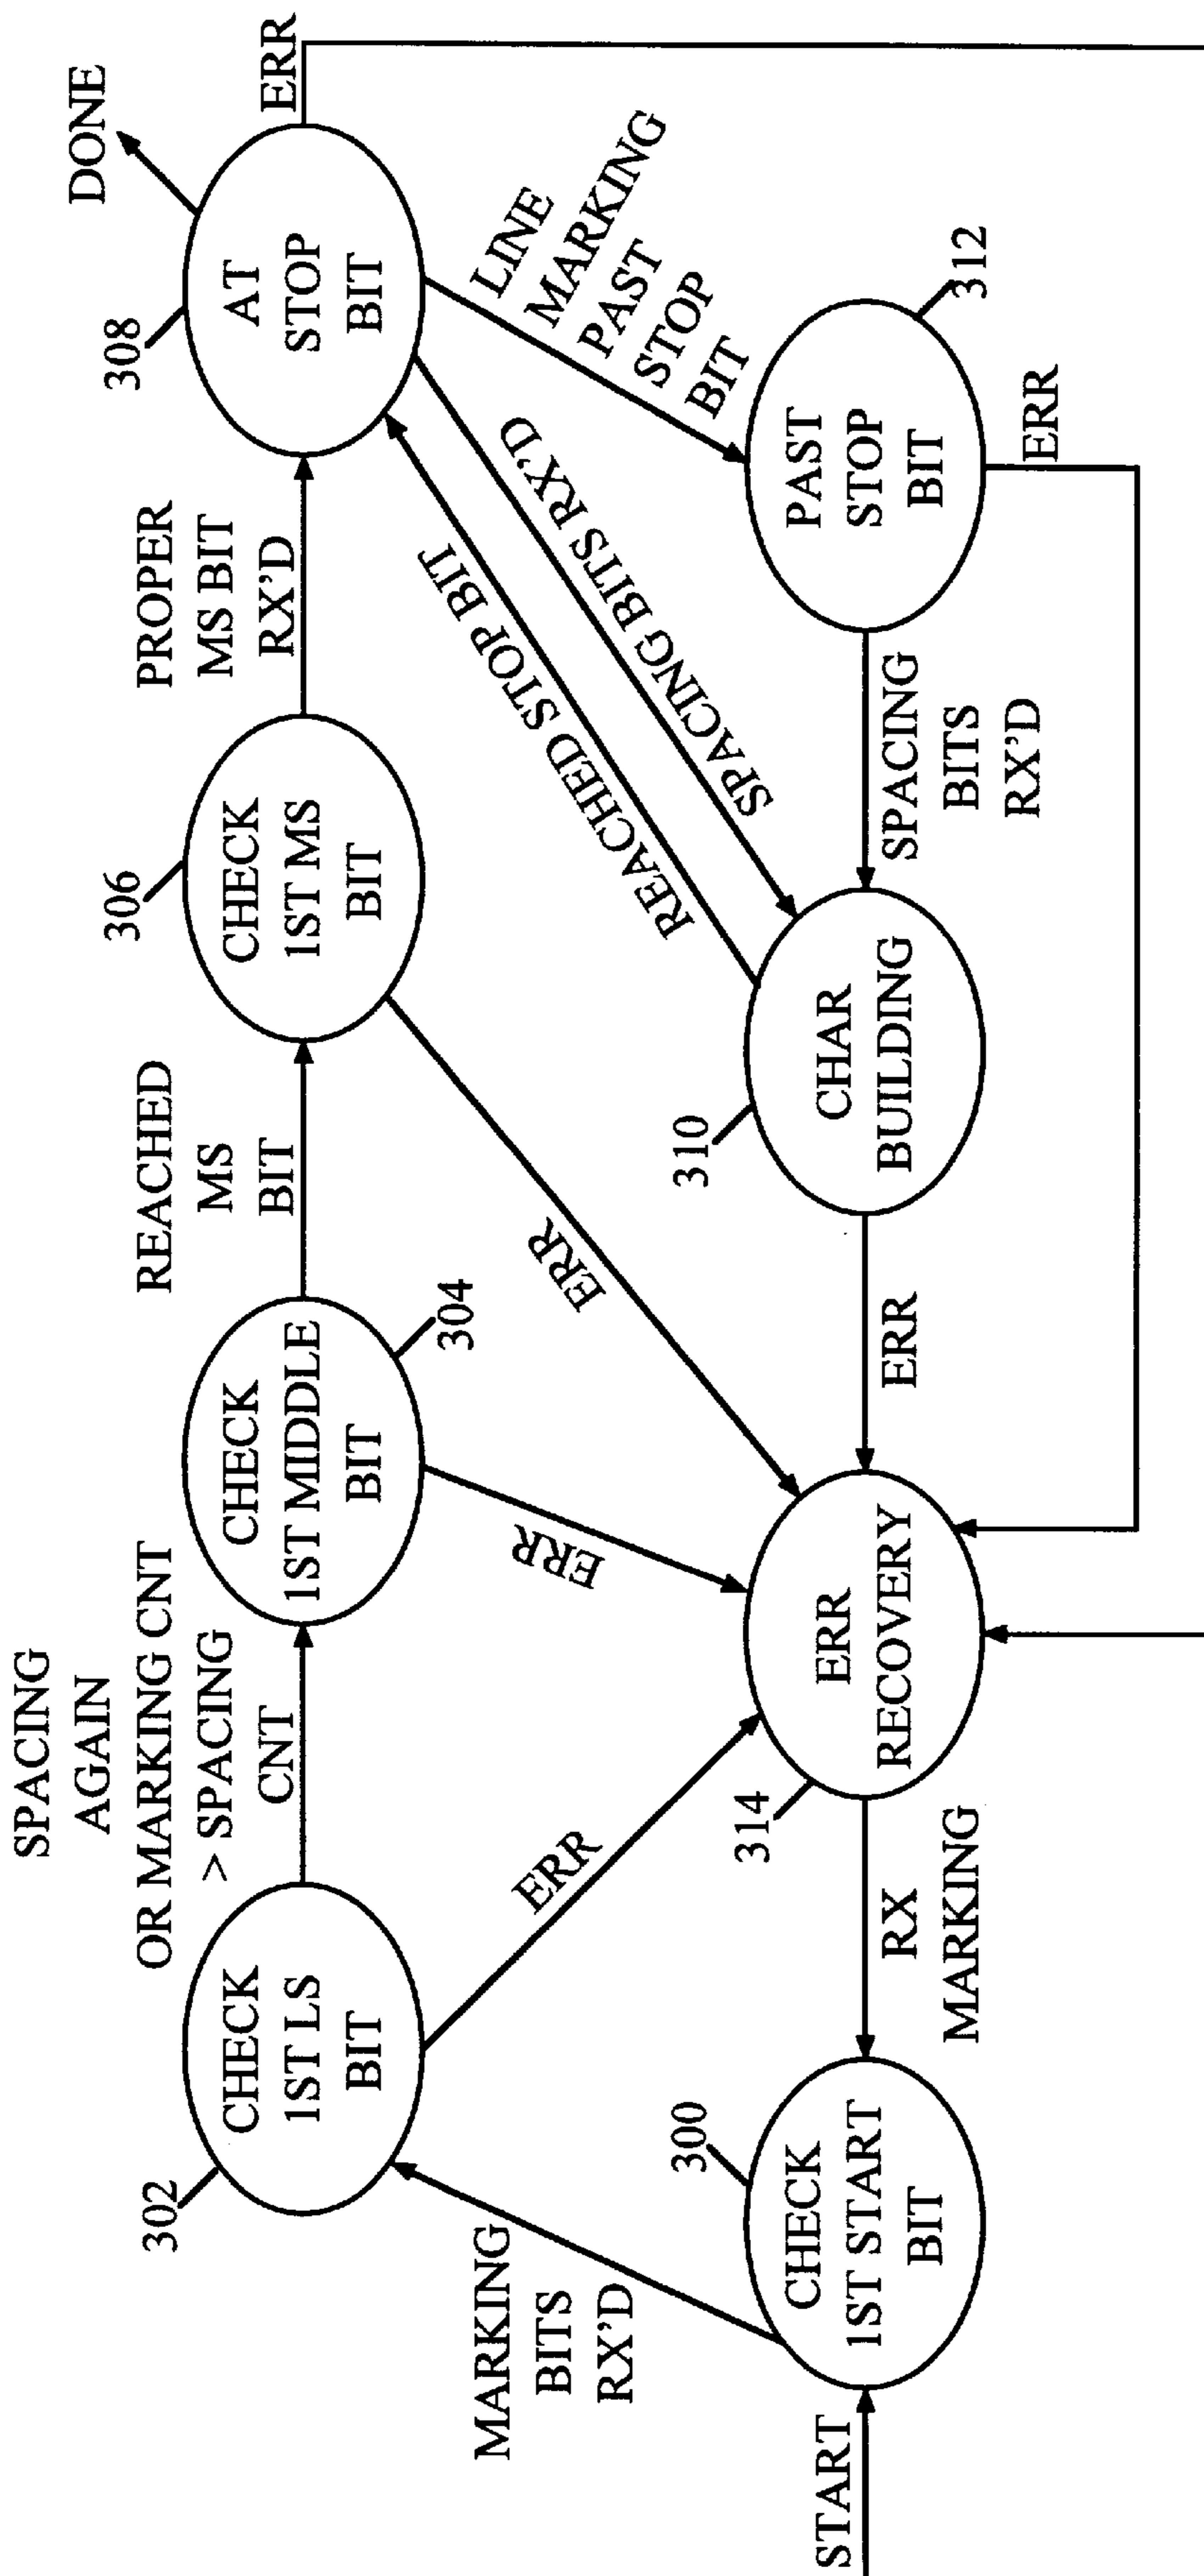 START
CHECK
1ST START
BIT
300
MARKING
BITS
RX'D
302
CHECK
1ST LS
BIT
SPACING
AGAIN
OR MARKING CNT
> SPACING
CNT
CHECK
1ST MIDDLE
BIT
304
REACHED
MS
BIT
306
CHECK
1ST MS
BIT
PROPER
MS BIT
RX'D
308
AT
STOP
BIT
DONE
ERR
LINE
MARKING
PAST
STOP
BIT
312
PAST
STOP
BIT
ERR
SPACING BITS RX'D
REACHED STOP BIT
SPACING
BITS
RX'D
310
CHAR
BUILDING
ERR
ERR
ERR
ERR
314
ERR
RECOVERY
RX
MARKING